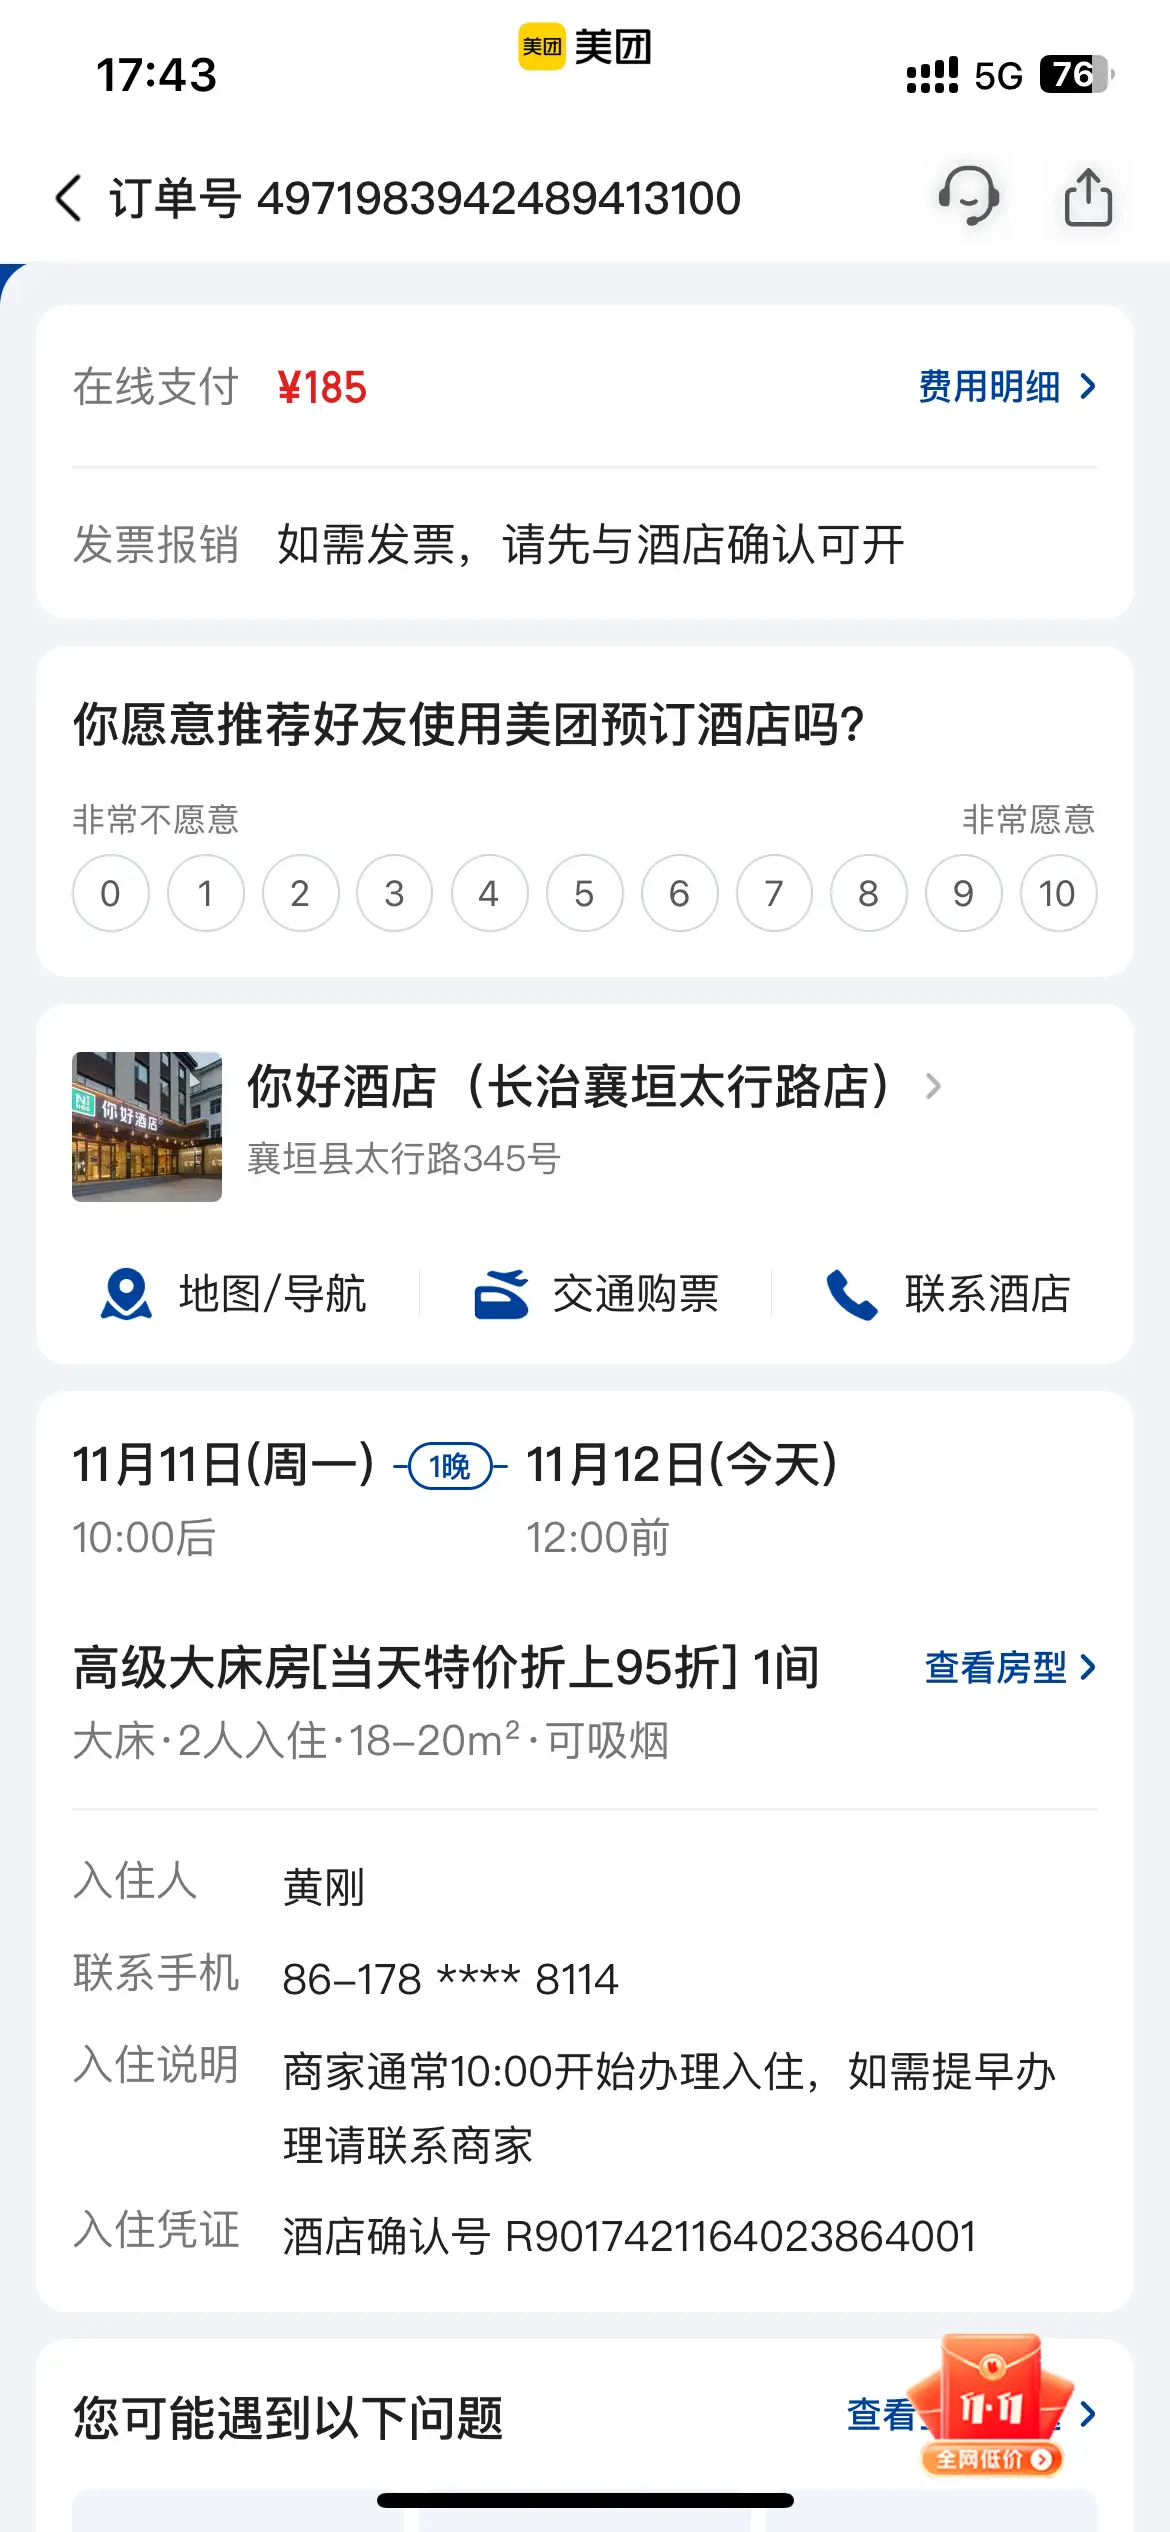 17:43
美团 美团
5G 76
订单号 4971983942489413100
在线支付 ¥185 费用明细
发票报销 如需发票，请先与酒店确认可开
你愿意推荐好友使用美团预订酒店吗?
非常不愿意 非常愿意
0 1 2 3 4 5 6 7 8 9 10
你好酒店
你好酒店（长治襄垣太行路店）
襄垣县太行路345号
地图/导航 交通购票 联系酒店
11月11日(周一) 1晚 11月12日(今天)
10:00后 12:00前
高级大床房[当天特价折上95折] 1间 查看房型
大床·2人入住·18-20m²·可吸烟
入住人 黄刚
联系手机 86-178 **** 8114
入住说明 商家通常10:00开始办理入住，如需提早办
理请联系商家
入住凭证 酒店确认号 R9017421164023864001
您可能遇到以下问题 查看
11.11
全网低价